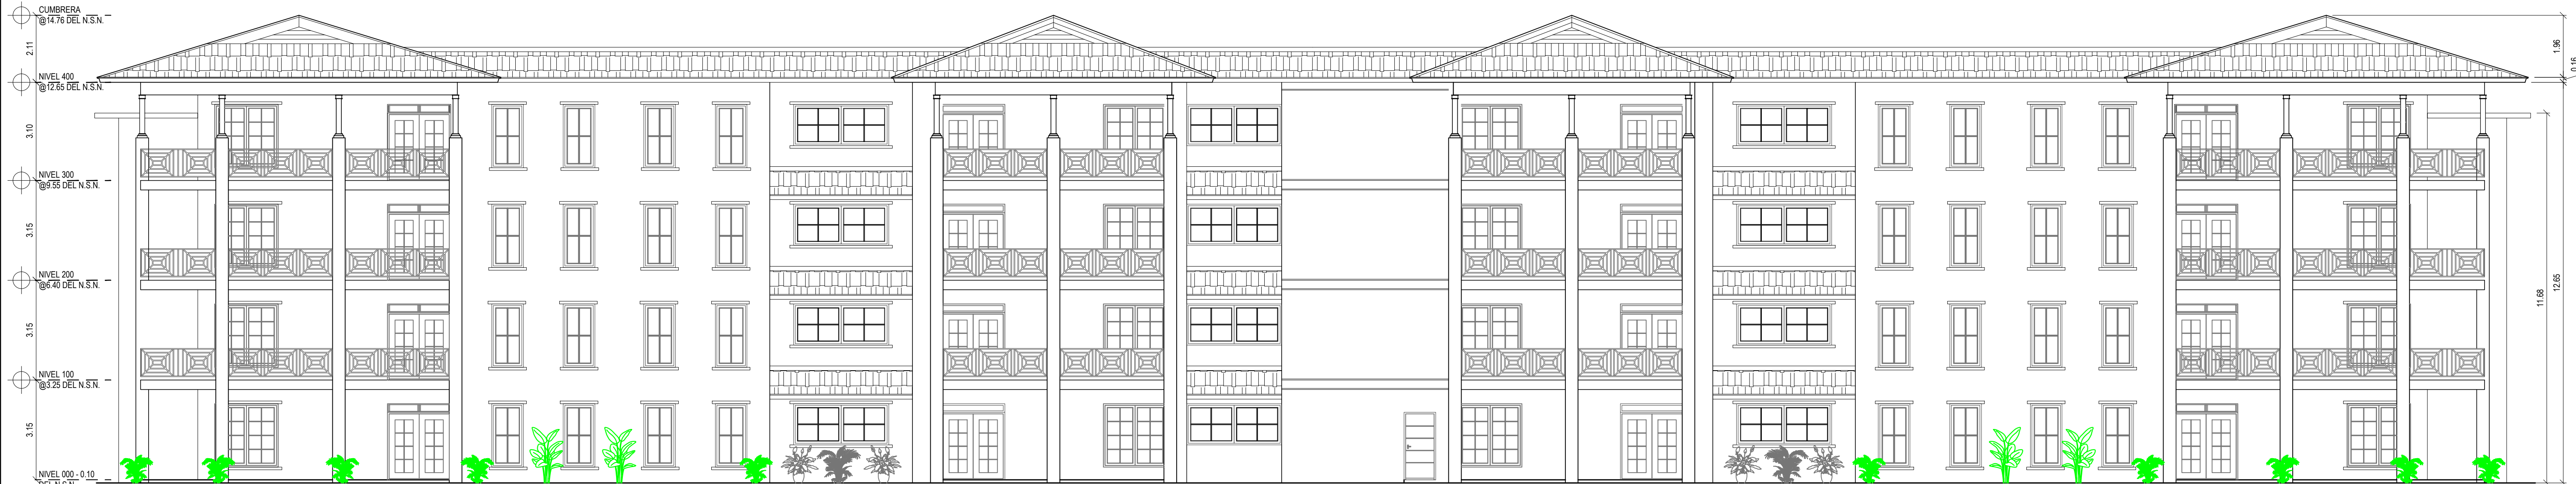 CUMBRERA
@14.76 DEL N.S.N.
2.11
NIVEL 400
@12.65 DEL N.S.N.
3.10
NIVEL 300
@9.55 DEL N.S.N.
3.15
NIVEL 200
@6.40 DEL N.S.N.
3.15
NIVEL 100
@3.25 DEL N.S.N.
3.15
NIVEL 000 - 0.10
DEL N.S.N.
1.96
0.16
11.68
12.65